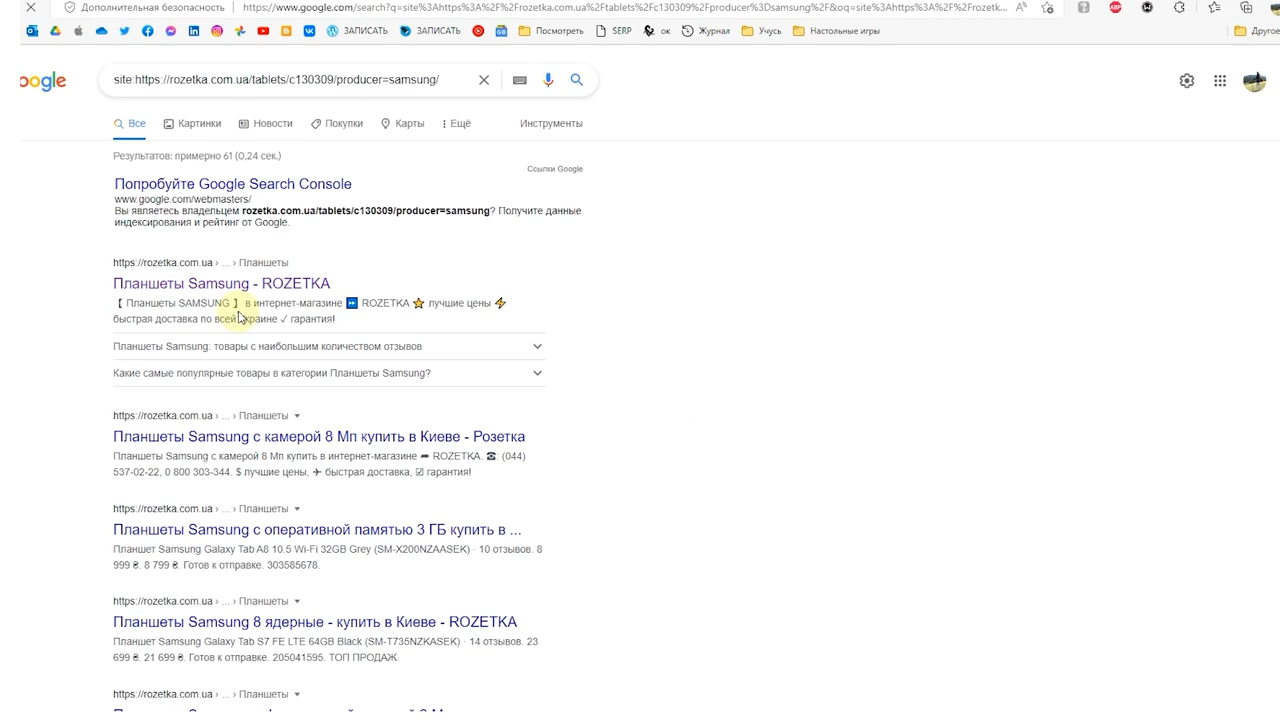 Дополнительная безопасность
https://www.google.com/search?q=site%3Ahttps%3A%2F%2Frozetka.com.ua%2Ftablets%2Fc130309%2Fproducer%3Dsamsung%2F&oq=site%3Ahttps%3A%2F%2Frozetk...
ЗАПИСАТЬ
ЗАПИСАТЬ
Посмотреть
SERP
ок
Журнал
Учусь
Настольные игры
Другое
oogle
site:https://rozetka.com.ua/tablets/c130309/producer=samsung/
Все
Картинки
Новости
Покупки
Карты
Ещё
Инструменты
Результатов: примерно 61 (0,24 сек.)
Ссылки Google
Попробуйте Google Search Console
www.google.com/webmasters/
Вы являетесь владельцем rozetka.com.ua/tablets/c130309/producer=samsung? Получите данные
индексирования и рейтинг от Google.
https://rozetka.com.ua › ... › Планшеты
Планшеты Samsung - ROZETKA
【 Планшеты SAMSUNG 】 в интернет-магазине ⏩ ROZETKA ⭐ лучшие цены ⚡
быстрая доставка по всей Украине ✓ гарантия!
Планшеты Samsung: товары с наибольшим количеством отзывов
Какие самые популярные товары в категории Планшеты Samsung?
https://rozetka.com.ua › ... › Планшеты
Планшеты Samsung с камерой 8 Мп купить в Киеве - Розетка
Планшеты Samsung с камерой 8 Мп купить в интернет-магазине ➦ ROZETKA. ☎: (044)
537-02-22, 0 800 303-344. $ лучшие цены, ✈ быстрая доставка, ☑ гарантия!
https://rozetka.com.ua › ... › Планшеты
Планшеты Samsung с оперативной памятью 3 ГБ купить в ...
Планшет Samsung Galaxy Tab A8 10.5 Wi-Fi 32GB Grey (SM-X200NZAASEK) · 10 отзывов. 8
999 ₴. 8 799 ₴. Готов к отправке. 303585678.
https://rozetka.com.ua › ... › Планшеты
Планшеты Samsung 8 ядерные - купить в Киеве - ROZETKA
Планшет Samsung Galaxy Tab S7 FE LTE 64GB Black (SM-T735NZKASEK) · 14 отзывов. 23
699 ₴. 21 699 ₴. Готов к отправке. 205041595. ТОП ПРОДАЖ.
https://rozetka.com.ua › ... › Планшеты